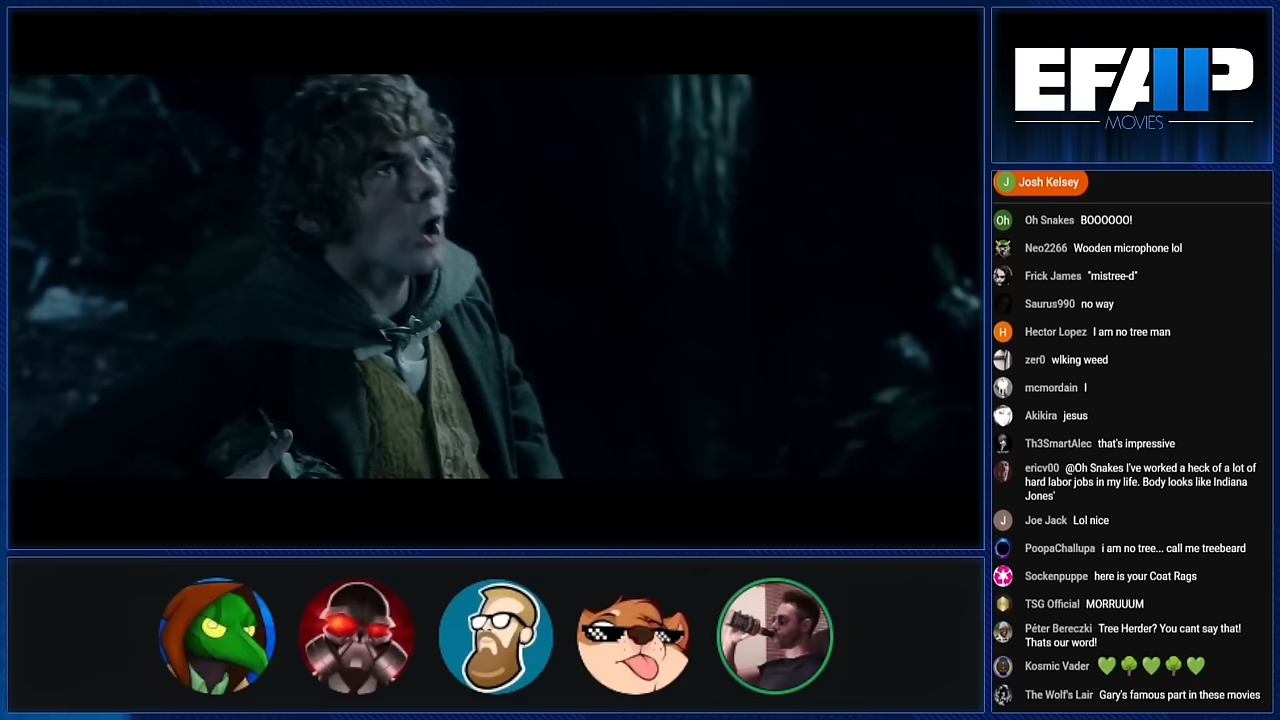 EFAP
MOVIES
J Josh Kelsey
Oh Oh Snakes BOOOOOO!
Neo2266 Wooden microphone lol
Frick James "mistree-d"
Saurus990 no way
H Hector Lopez I am no tree man
zer0 wlking weed
mcmordain I
Akikira jesus
Th3SmartAlec that's impressive
ericv00 @Oh Snakes I've worked a heck of a lot of
hard labor jobs in my life. Body looks like Indiana
Jones'
J Joe Jack Lol nice
PoopaChallupa i am no tree... call me treebeard
Sockenpuppe here is your Coat Rags
TSG Official MORRUUUM
Péter Bereczki Tree Herder? You cant say that!
Thats our word!
Kosmic Vader 💚🌳💚🌳💚
The Wolf's Lair Gary's famous part in these movies